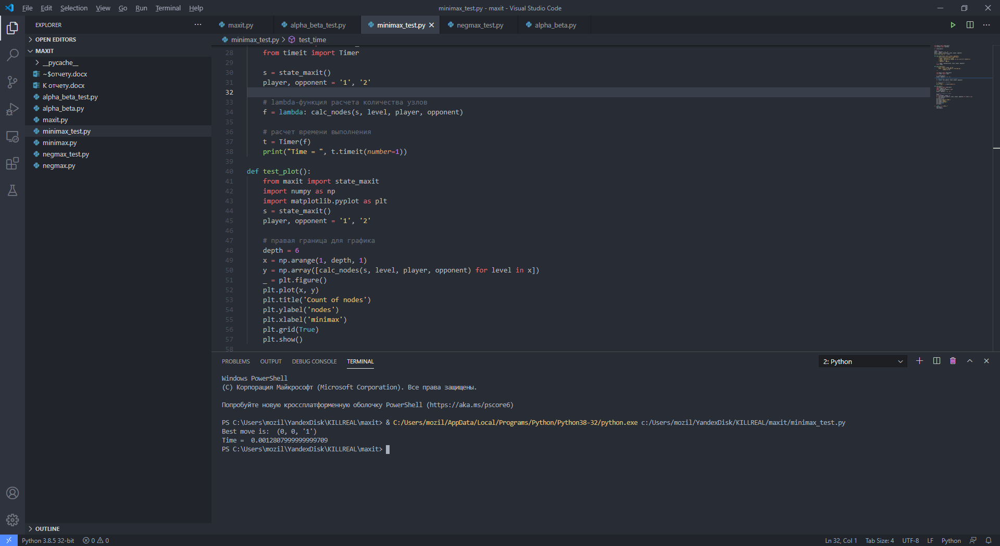 File Edit Selection View Go Run Terminal Help
minimax_test.py - maxit - Visual Studio Code
EXPLORER
OPEN EDITORS
MAXIT
__pycache__
~$отчету.docx
К отчету.docx
alpha_beta_test.py
alpha_beta.py
maxit.py
minimax_test.py
minimax.py
negmax_test.py
negmax.py
OUTLINE
maxit.py alpha_beta_test.py minimax_test.py negmax_test.py alpha_beta.py
minimax_test.py > test_time
28 from timeit import Timer
29
30 s = state_maxit()
31 player, opponent = '1', '2'
32
33 # lambda-функция расчета количества узлов
34 f = lambda: calc_nodes(s, level, player, opponent)
35
36 # расчет времени выполнения
37 t = Timer(f)
38 print("Time = ", t.timeit(number=1))
39
40 def test_plot():
41 from maxit import state_maxit
42 import numpy as np
43 import matplotlib.pyplot as plt
44 s = state_maxit()
45 player, opponent = '1', '2'
46
47 # правая граница для графика
48 depth = 6
49 x = np.arange(1, depth, 1)
50 y = np.array([calc_nodes(s, level, player, opponent) for level in x])
51 _ = plt.figure()
52 plt.plot(x, y)
53 plt.title('Count of nodes')
54 plt.ylabel('nodes')
55 plt.xlabel('minimax')
56 plt.grid(True)
57 plt.show()
58
PROBLEMS OUTPUT DEBUG CONSOLE TERMINAL
2: Python
Windows PowerShell
(C) Корпорация Майкрософт (Microsoft Corporation). Все права защищены.
Попробуйте новую кроссплатформенную оболочку PowerShell (https://aka.ms/pscore6)
PS C:\Users\mozil\YandexDisk\KILLREAL\maxit> & C:/Users/mozil/AppData/Local/Programs/Python/Python38-32/python.exe c:/Users/mozil/YandexDisk/KILLREAL/maxit/minimax_test.py
Best move is:  (0, 0, '1')
Time =  0.0012807999999999709
PS C:\Users\mozil\YandexDisk\KILLREAL\maxit>
Python 3.8.5 32-bit 0 0
Ln 32, Col 1 Tab Size: 4 UTF-8 LF Python